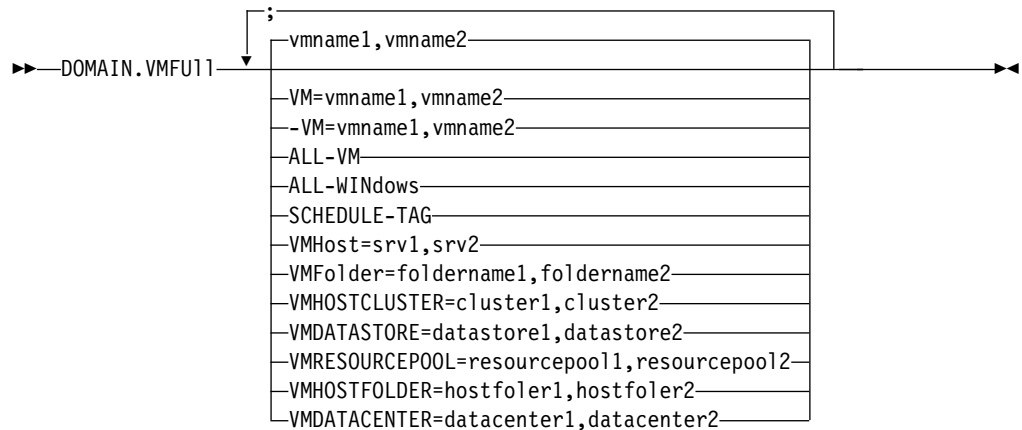 ;
vmname1,vmname2
DOMAIN.VMFUll
VM=vmname1,vmname2
-VM=vmname1,vmname2
ALL-VM
ALL-WINdows
SCHEDULE-TAG
VMHost=srv1,srv2
VMFolder=foldername1,foldername2
VMHOSTCLUSTER=cluster1,cluster2
VMDATASTORE=datastore1,datastore2
VMRESOURCEPOOL=resourcepool1,resourcepool2
VMHOSTFOLDER=hostfoler1,hostfoler2
VMDATACENTER=datacenter1,datacenter2